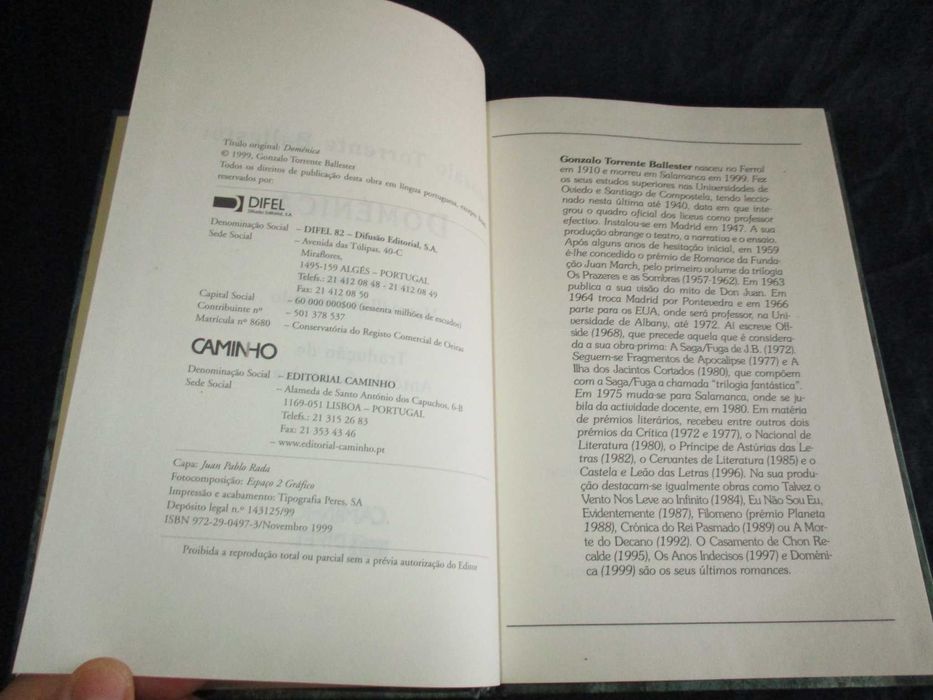 Título original: Doménica
© 1999, Gonzalo Torrente Ballester
Todos os direitos de publicação desta obra em língua portuguesa, excepto
reservados por:
DIFEL
Difusão Editorial, S.A.
Denominação Social – DIFEL 82 – Difusão Editorial, S.A.
Sede Social – Avenida das Túlipas, 40-C
Miraflores,
1495-159 ALGÉS – PORTUGAL
Telefs.: 21 412 08 48 - 21 412 08 49
Fax: 21 412 08 50
Capital Social – 60 000 000$00 (sessenta milhões de escudos)
Contribuinte nº – 501 378 537
Matrícula nº 8680 – Conservatória do Registo Comercial de Oeiras
CAMINHO
Denominação Social – EDITORIAL CAMINHO
Sede Social – Alameda de Santo António dos Capuchos, 6-B
1169-051 LISBOA – PORTUGAL
Telefs.: 21 315 26 83
Fax: 21 353 43 46
– www.editorial-caminho.pt
Capa: Juan Pablo Rada
Fotocomposição: Espaço 2 Gráfico
Impressão e acabamento: Tipografia Peres, SA
Depósito legal n.º 143125/99
ISBN 972-29-0497-3/Novembro 1999
Proibida a reprodução total ou parcial sem a prévia autorização do Editor
Gonzalo Torrente Ballester nasceu no Ferrol
em 1910 e morreu em Salamanca em 1999. Fez
os seus estudos superiores nas Universidades de
Oviedo e Santiago de Compostela, tendo leccio-
nado nesta última até 1940, data em que inte-
grou o quadro oficial dos liceus como professor
efectivo. Instalou-se em Madrid em 1947. A sua
produção abrange o teatro, a narrativa e o ensaio.
Após alguns anos de hesitação inicial, em 1959
é-lhe concedido o prémio de Romance da Funda-
ção Juan March, pelo primeiro volume da trilogia
Os Prazeres e as Sombras (1957-1962). Em 1963
publica a sua visão do mito de Don Juan. Em
1964 troca Madrid por Pontevedra e em 1966
parte para os EUA, onde será professor, na Uni-
versidade de Albany, até 1972. Aí escreve Off-
side (1968), que precede aquela que é considera-
da a sua obra-prima: A Saga/Fuga de J.B. (1972).
Seguem-se Fragmentos de Apocalipse (1977) e A
Ilha dos Jacintos Cortados (1980), que compõem
com a Saga/Fuga a chamada "trilogia fantástica".
Em 1975 muda-se para Salamanca, onde se ju-
bila da actividade docente, em 1980. Em matéria
de prémios literários, recebeu entre outros dois
prémios da Crítica (1972 e 1977), o Nacional de
Literatura (1980), o Príncipe de Astúrias das Le-
tras (1982), o Cervantes de Literatura (1985) e o
Castela e Leão das Letras (1996). Na sua pro-
dução destacam-se igualmente obras como Talvez o
Vento Nos Leve ao Infinito (1984), Eu Não Sou Eu,
Evidentemente (1987), Filomeno (prémio Planeta
1988), Crónica do Rei Pasmado (1989) ou A Mor-
te do Decano (1992). O Casamento de Chon Re-
calde (1995), Os Anos Indecisos (1997) e Doméni-
ca (1999) são os seus últimos romances.